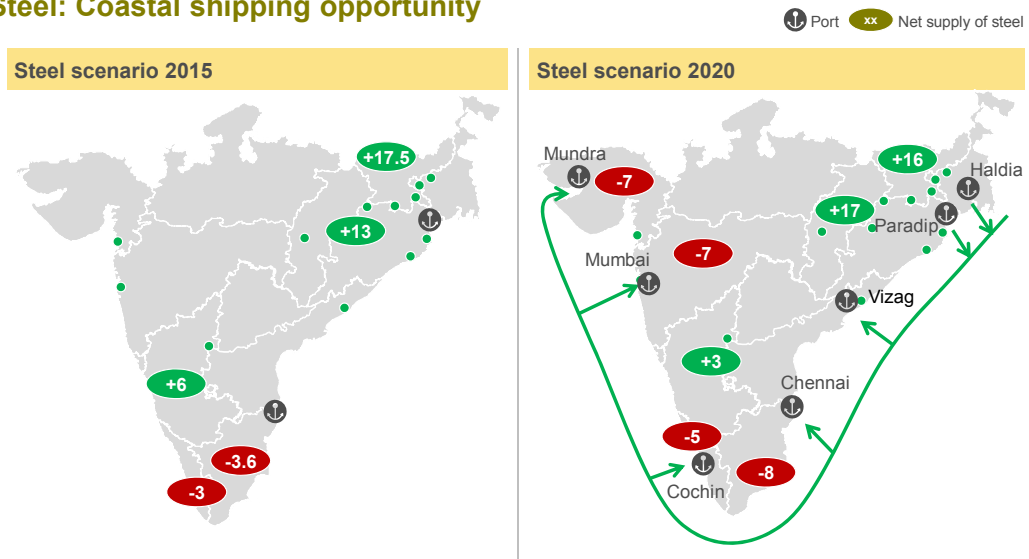 Steel: Coastal shipping opportunity
Port xx Net supply of steel
Steel scenario 2015
+17.5
+13
+6
-3.6
-3
Steel scenario 2020
Mundra
-7
+16
Haldia
+17
Paradip
Mumbai
-7
Vizag
+3
Chennai
-5
-8
Cochin